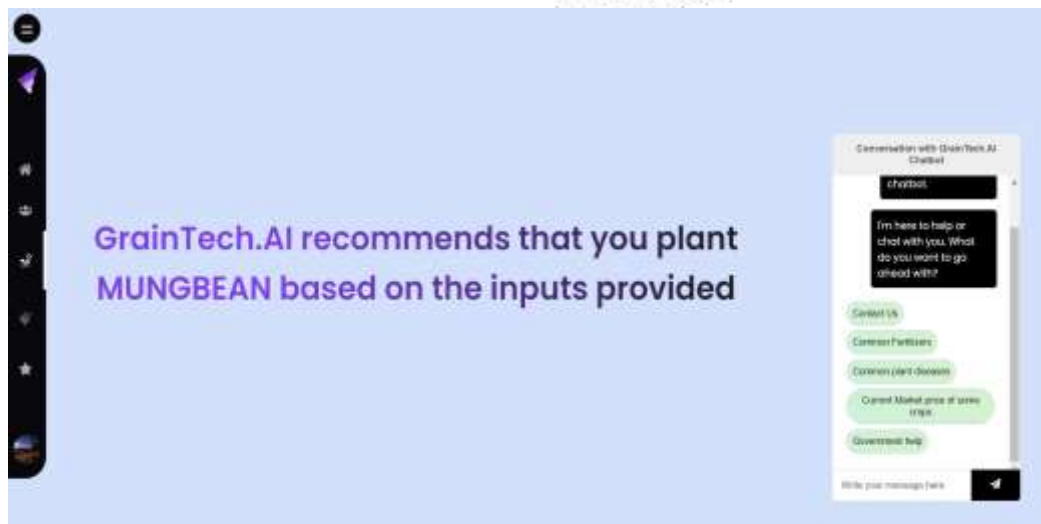 GrainTech.AI recommends that you plant
MUNGBEAN based on the inputs provided
Conversation with GrainTech.AI
Chatbot
chatbot.
I'm here to help or
chat with you. What
do you want to go
ahead with?
Contact Us
Common Fertilizers
Common plant diseases
Current Market price of some
crops
Government help
Write your message here